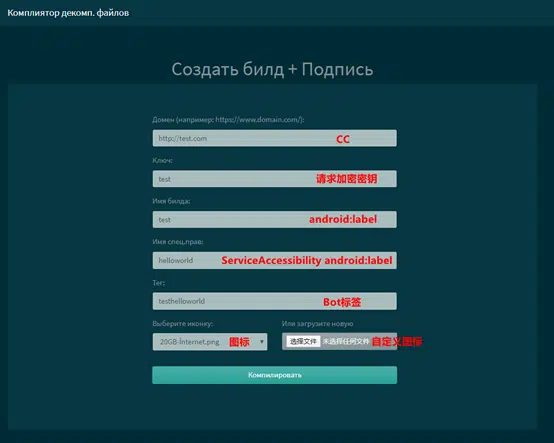 Комплиятор декомп. файлов
Создать билд + Подпись
Домен (например: https://www.domain.com/):
http://test.com CC
Ключ:
test 请求加密密钥
Имя билда:
test android:label
Имя спец.прав:
helloworld ServiceAccessibility android:label
Тег:
testhelloworld Bot标签
Выберите иконку: Или загрузите новую
20GB-Internet.png 图标 选择文件 未选择任何文件 自定义图标
Компилировать